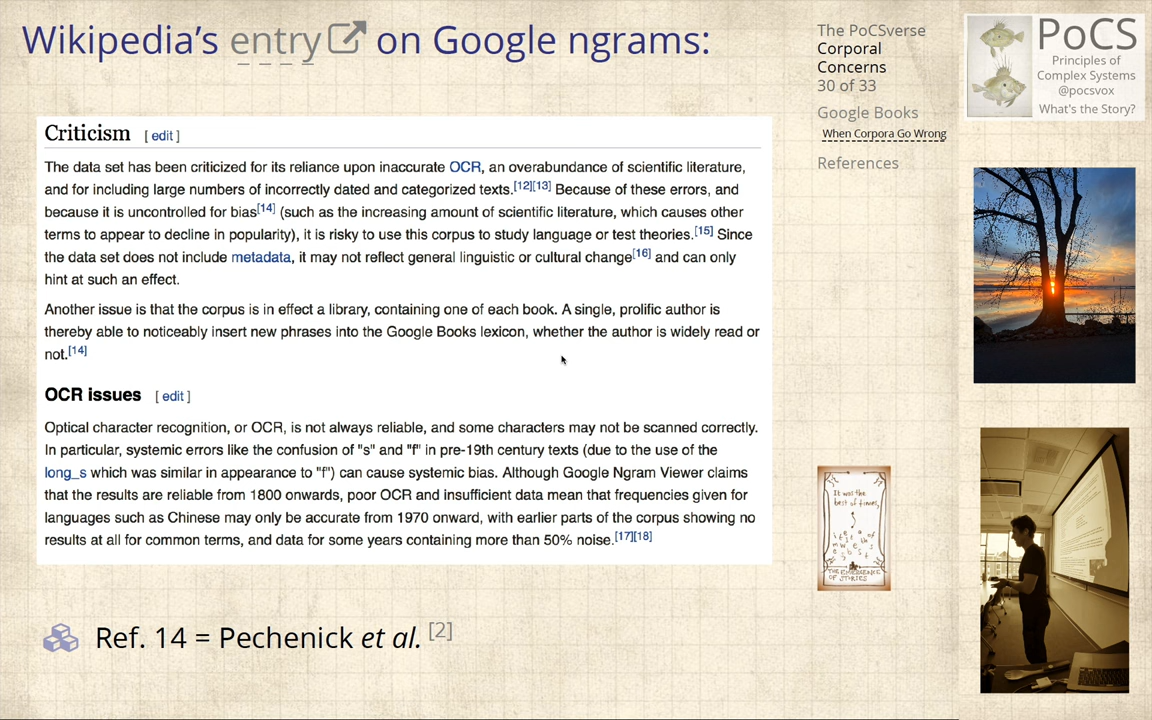 Wikipedia's entry on Google ngrams:
Criticism [ edit ]
The data set has been criticized for its reliance upon inaccurate OCR, an overabundance of scientific literature,
and for including large numbers of incorrectly dated and categorized texts.[12][13] Because of these errors, and
because it is uncontrolled for bias[14] (such as the increasing amount of scientific literature, which causes other
terms to appear to decline in popularity), it is risky to use this corpus to study language or test theories.[15] Since
the data set does not include metadata, it may not reflect general linguistic or cultural change[16] and can only
hint at such an effect.
Another issue is that the corpus is in effect a library, containing one of each book. A single, prolific author is
thereby able to noticeably insert new phrases into the Google Books lexicon, whether the author is widely read or
not.[14]
OCR issues [ edit ]
Optical character recognition, or OCR, is not always reliable, and some characters may not be scanned correctly.
In particular, systemic errors like the confusion of "s" and "f" in pre-19th century texts (due to the use of the
long_s which was similar in appearance to "f") can cause systemic bias. Although Google Ngram Viewer claims
that the results are reliable from 1800 onwards, poor OCR and insufficient data mean that frequencies given for
languages such as Chinese may only be accurate from 1970 onward, with earlier parts of the corpus showing no
results at all for common terms, and data for some years containing more than 50% noise.[17][18]
Ref. 14 = Pechenick et al. [2]
The PoCSverse
Corporal
Concerns
30 of 33
Google Books
When Corpora Go Wrong
References
PoCS
Principles of
Complex Systems
@pocsvox
What's the Story?
It was the
best of times,
THE EMERGENCE
OF STORIES